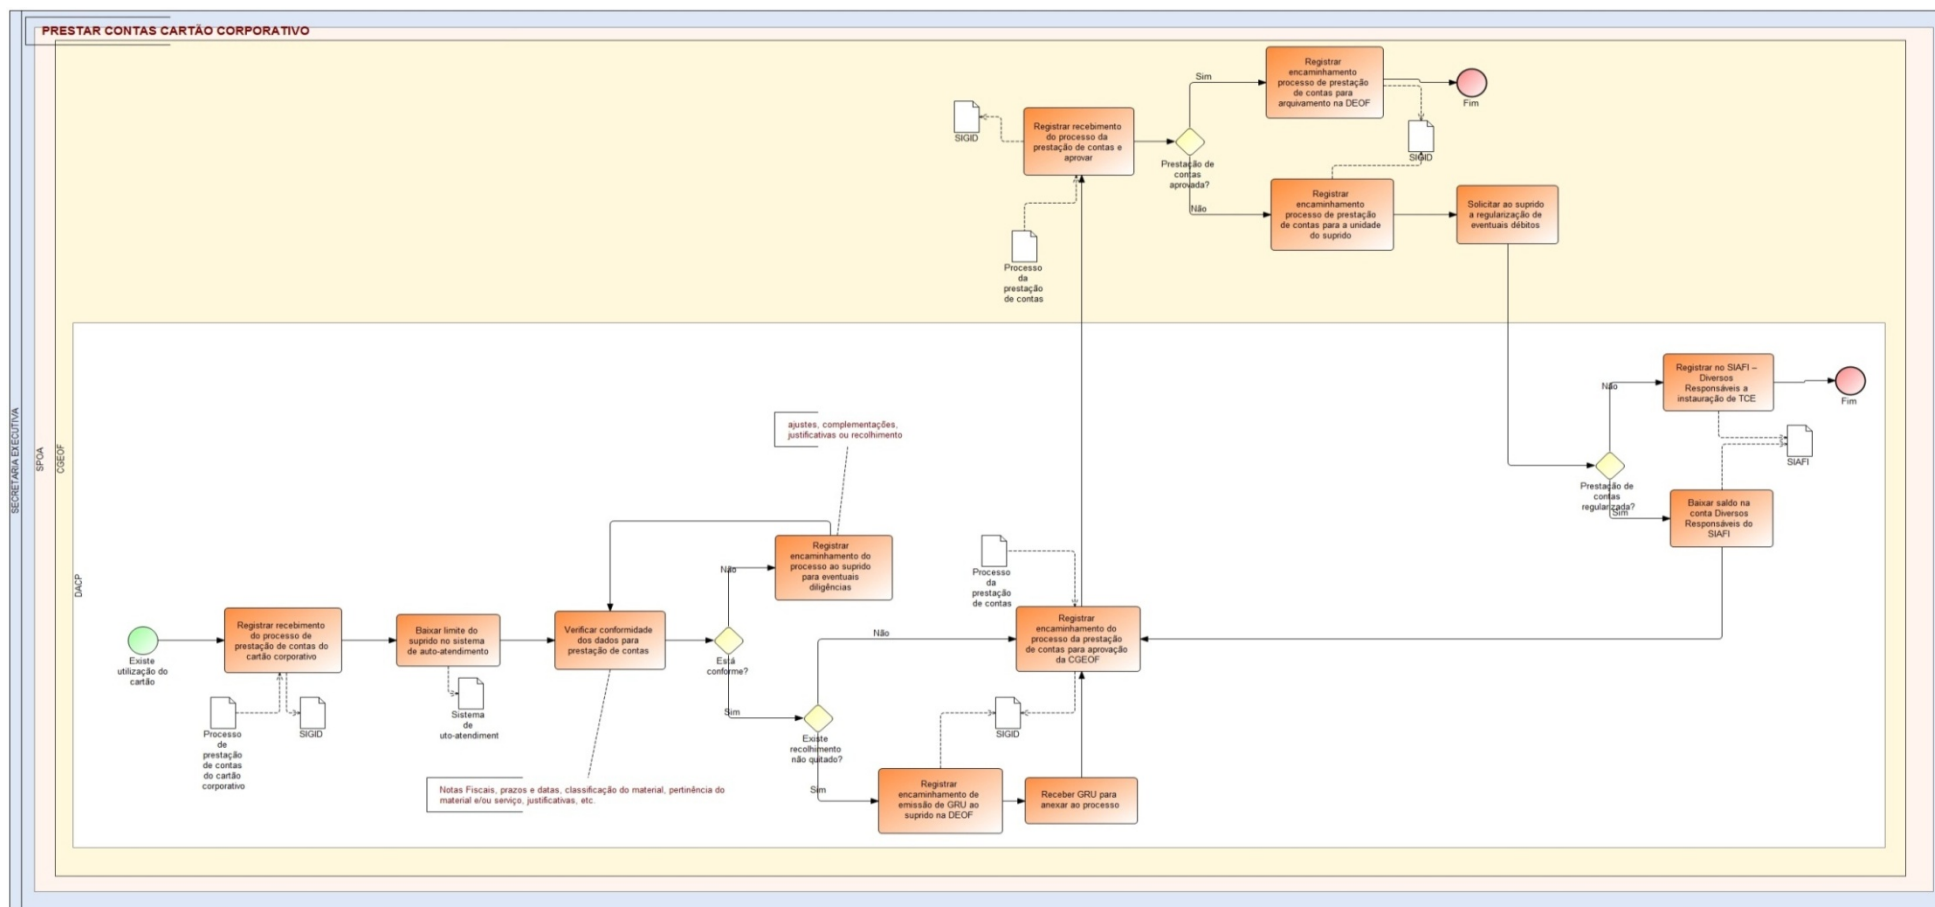 PRESTAR CONTAS CARTÃO CORPORATIVO
SECRETARIA EXECUTIVA
SPOA
CGEOF
Registrar
encaminhamento
processo de prestação
de contas para
arquivamento na DEOF
Sim
Fim
SIGID
Registrar recebimento
do processo da
prestação de contas e
aprovar
Prestação de
contas
aprovada?
SIGID
Não
Registrar
encaminhamento
processo de prestação
de contas para a unidade
do suprido
Solicitar ao suprido
a regularização de
eventuais débitos
Processo
da
prestação
de contas
DACP
Registrar no SIAFI –
Diversos
Responsáveis a
instauração de TCE
Não
Fim
SIAFI
Prestação de
contas
regularizada?
Sim
Baixar saldo na
conta Diversos
Responsáveis do
SIAFI
ajustes, complementações,
justificativas ou recolhimento
Registrar
encaminhamento do
processo ao suprido
para eventuais
diligências
Não
Processo
da
prestação
de contas
Existe
utilização do
cartão
Registrar recebimento
do processo de
prestação de contas do
cartão corporativo
Baixar limite do
suprido no sistema
de auto-atendimento
Verificar conformidade
dos dados para
prestação de contas
Está
conforme?
Não
Registrar
encaminhamento do
processo da prestação
de contas para aprovação
da CGEOF
Processo
de
prestação
de contas
do cartão
corporativo
SIGID
Sistema
de
uto-atendiment
Sim
Existe
recolhimento
não quitado?
SIGID
Sim
Notas Fiscais, prazos e datas, classificação do material, pertinência do
material e/ou serviço, justificativas, etc.
Registrar
encaminhamento de
emissão de GRU ao
suprido na DEOF
Receber GRU para
anexar ao processo